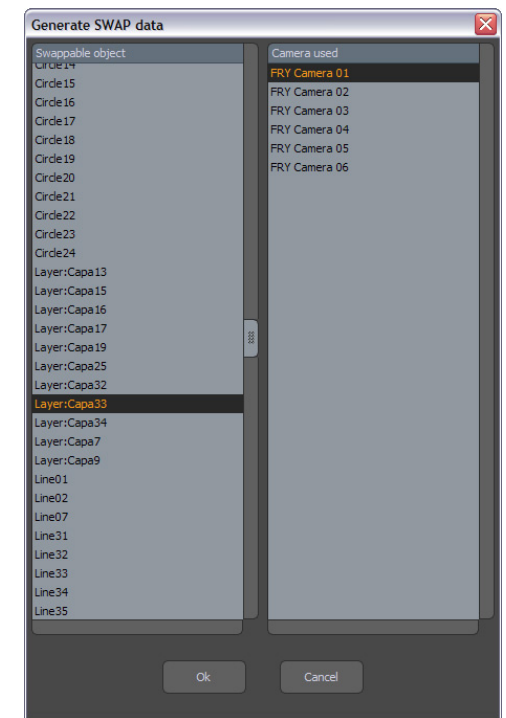 Generate SWAP data
Swappable object
Circle14
Circle15
Circle16
Circle17
Circle18
Circle19
Circle20
Circle21
Circle22
Circle23
Circle24
Layer:Capa13
Layer:Capa15
Layer:Capa16
Layer:Capa17
Layer:Capa19
Layer:Capa25
Layer:Capa32
Layer:Capa33
Layer:Capa34
Layer:Capa7
Layer:Capa9
Line01
Line02
Line07
Line31
Line32
Line33
Line34
Line35
Camera used
FRY Camera 01
FRY Camera 02
FRY Camera 03
FRY Camera 04
FRY Camera 05
FRY Camera 06
Ok
Cancel